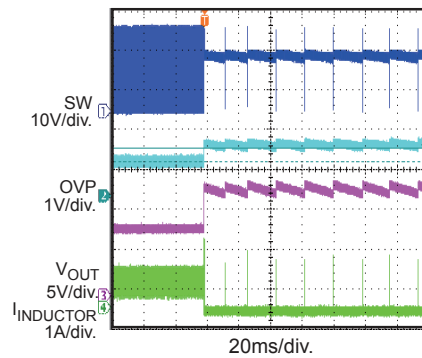 T
SW
1
10V/div.
OVP
2
1V/div.
VOUT
5V/div.
3
IINDUCTOR
4
1A/div.
20ms/div.